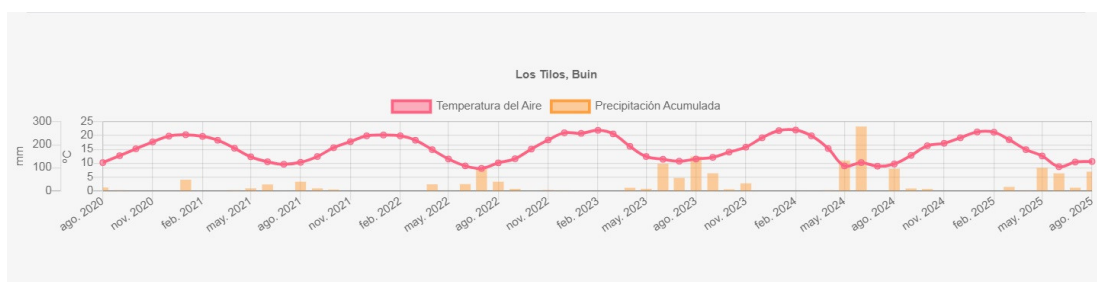 Los Tilos, Buin
Temperatura del Aire Precipitación Acumulada
300 25
20
200 15
10
100 5
0 0
mm
°C
ago. 2020 nov. 2020 feb. 2021 may. 2021 ago. 2021 nov. 2021 feb. 2022 may. 2022 ago. 2022 nov. 2022 feb. 2023 may. 2023 ago. 2023 nov. 2023 feb. 2024 may. 2024 ago. 2024 nov. 2024 feb. 2025 may. 2025 ago. 2025